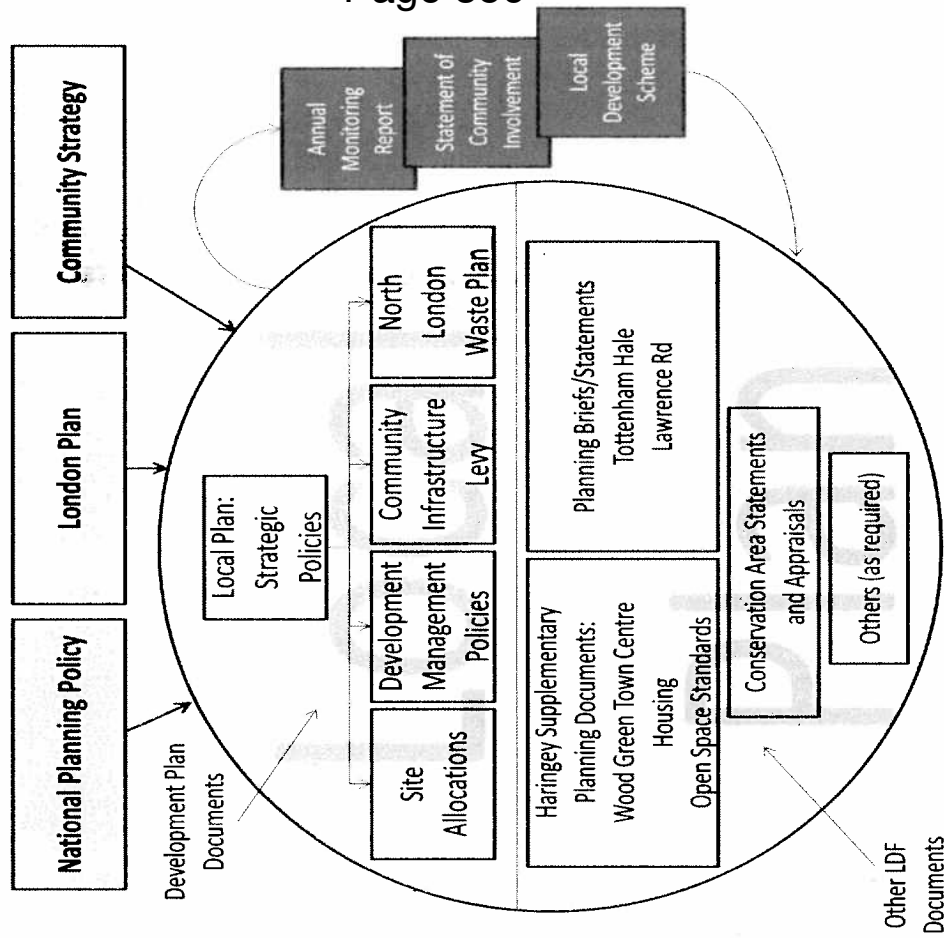 Page
National Planning Policy
London Plan
Community Strategy
Development Plan
Documents
Local Plan:
Strategic
Policies
Site
Allocations
Development
Management
Policies
Community
Infrastructure
Levy
North
London
Waste Plan
Annual
Monitoring
Report
Statement of
Community
Involvement
Local
Development
Scheme
Haringey Supplementary
Planning Documents:
Wood Green Town Centre
Housing
Open Space Standards
Planning Briefs/Statements
Tottenham Hale
Lawrence Rd
Conservation Area Statements
and Appraisals
Others (as required)
Other LDF
Documents